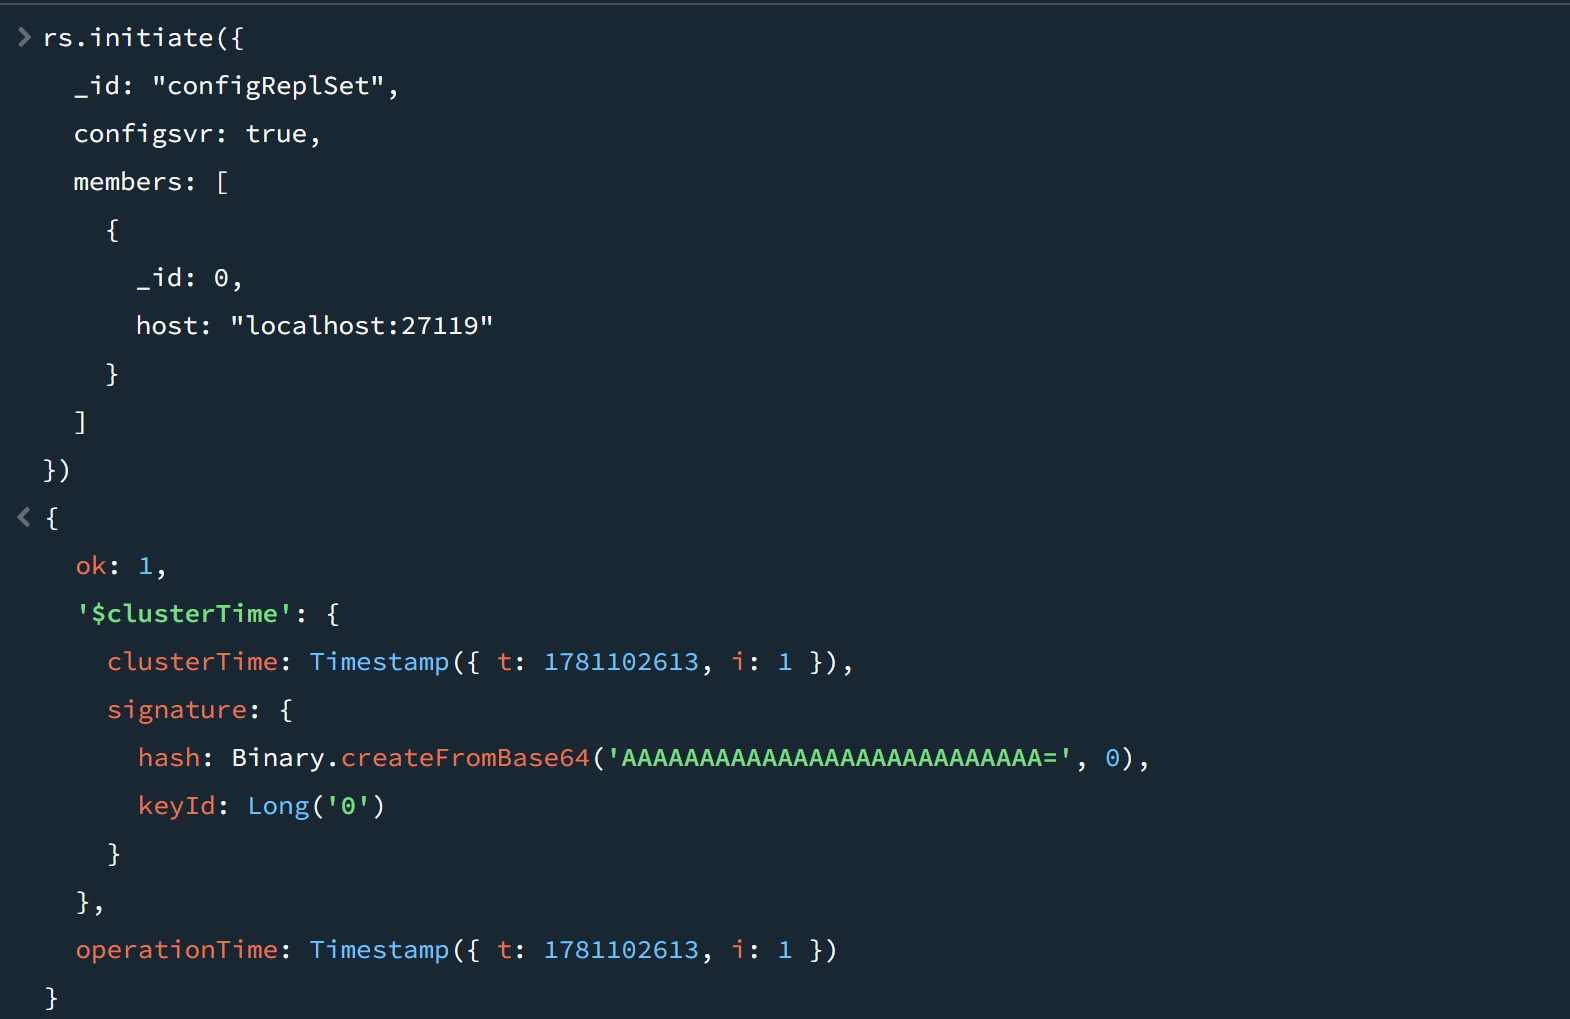 rs.initiate({
_id: "configReplSet",
configsvr: true,
members: [
{
_id: 0,
host: "localhost:27119"
}
]
})
{
ok: 1,
'$clusterTime': {
clusterTime: Timestamp({ t: 1781102613, i: 1 }),
signature: {
hash: Binary.createFromBase64('AAAAAAAAAAAAAAAAAAAAAAAAAAA=', 0),
keyId: Long('0')
}
},
operationTime: Timestamp({ t: 1781102613, i: 1 })
}